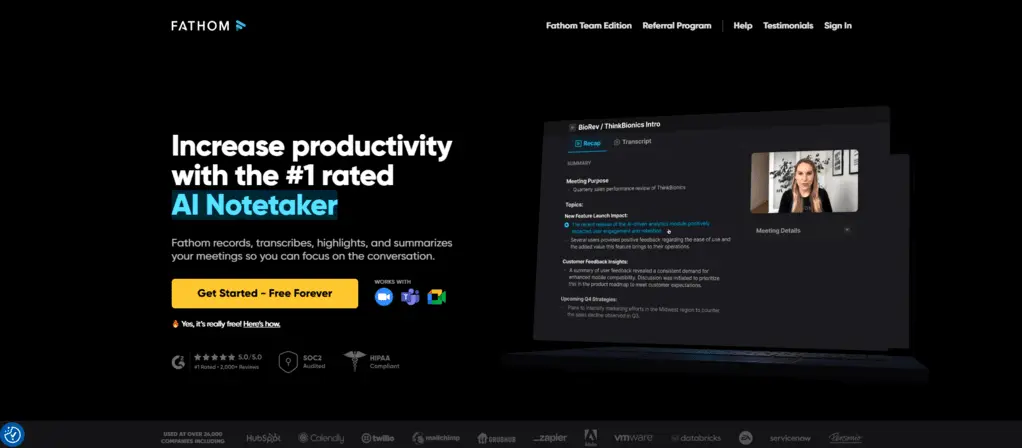 FATHOM
Fathom Team Edition Referral Program Help Testimonials Sign In
Increase productivity
with the #1 rated
AI Notetaker
Fathom records, transcribes, highlights, and summarizes
your meetings so you can focus on the conversation.
Get Started - Free Forever
WORKS WITH
Yes, it's really free! Here's how.
5.0/5.0
#1 Rated • 2,000+ Reviews
SOC2
Audited
HIPAA
Compliant
BioRev / ThinkBionics Intro
Recap Transcript
SUMMARY
Meeting Purpose
Quarterly sales performance review of ThinkBionics
Topics:
New Feature Launch Impact:
The recent rollout of the AI-driven analytics module positively
impacted user engagement and retention.
Several users provided positive feedback regarding the ease of use and
the added value this feature brings to their operations.
Customer Feedback Insights:
A summary of user feedback revealed a consistent demand for
enhanced mobile compatibility. Discussion was initiated to prioritize
this in the product roadmap to meet customer expectations.
Upcoming Q4 Strategies:
Plans to intensify marketing efforts in the Midwest region to counter
the sales decline observed in Q3.
Meeting Details
USED AT OVER 24,000
COMPANIES INCLUDING
HubSpot Calendly twilio mailchimp GRUBHUB zapier Adobe vmware databricks EA servicenow